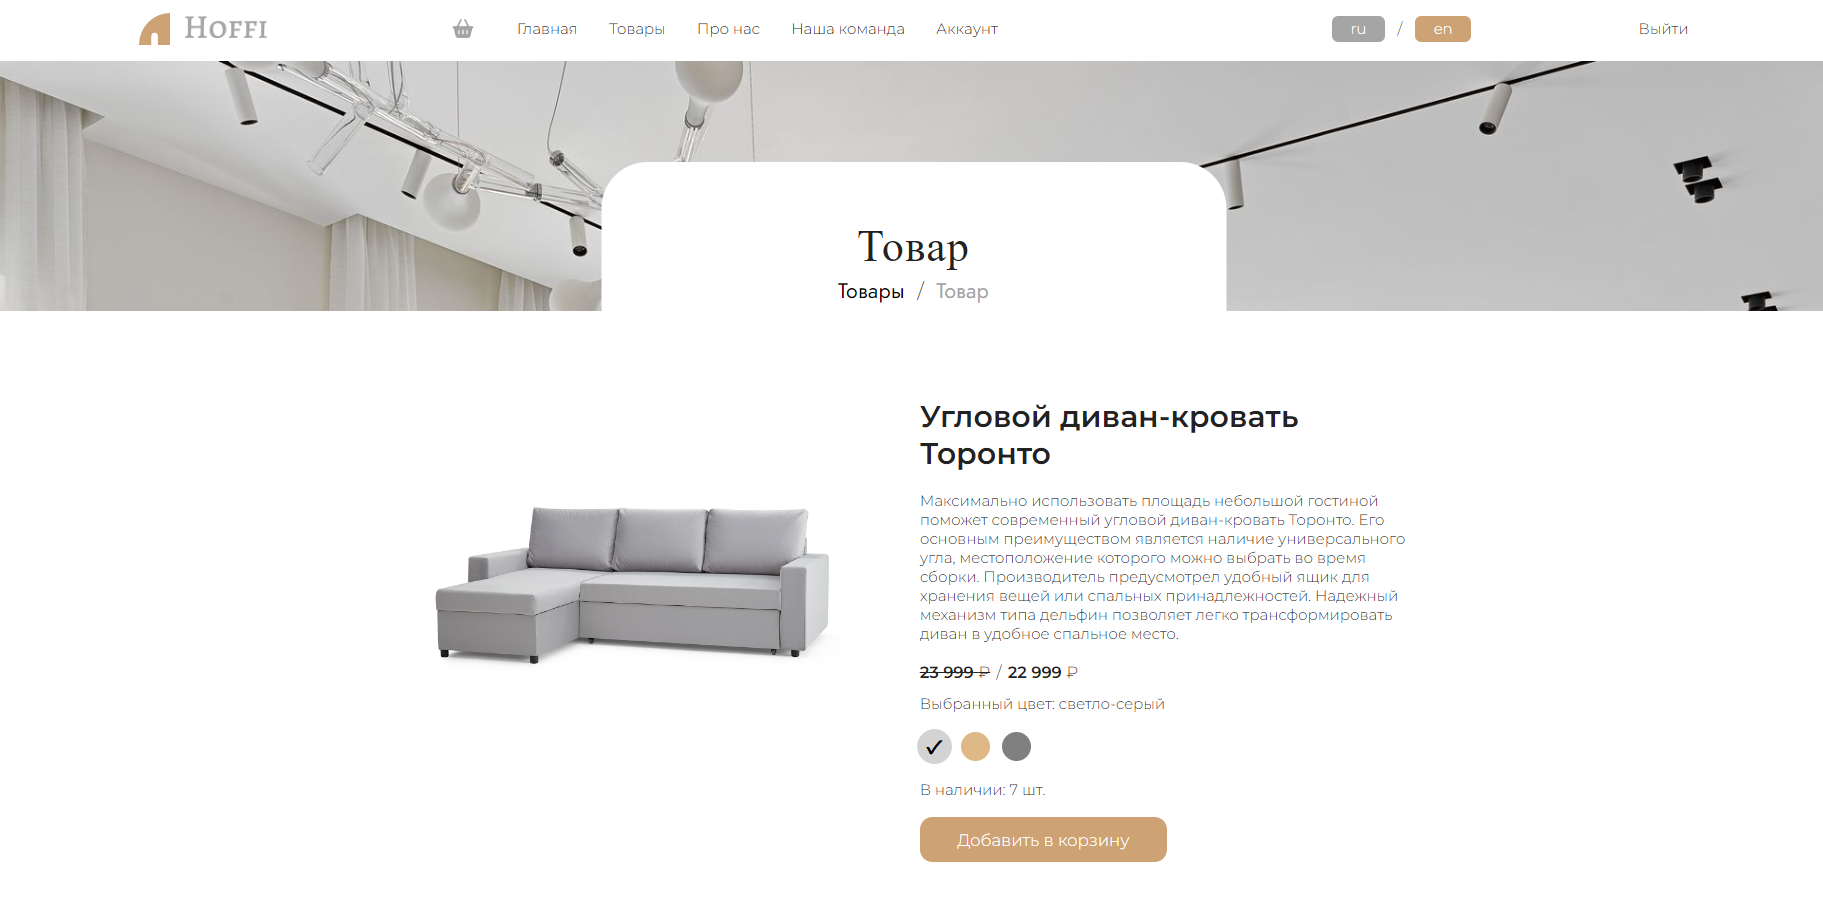 HOFFI
Главная Товары Про нас Наша команда Аккаунт
ru / en
Выйти
Товар
Товары / Товар
Угловой диван-кровать
Торонто
Максимально использовать площадь небольшой гостиной
поможет современный угловой диван-кровать Торонто. Его
основным преимуществом является наличие универсального
угла, местоположение которого можно выбрать во время
сборки. Производитель предусмотрел удобный ящик для
хранения вещей или спальных принадлежностей. Надежный
механизм типа дельфин позволяет легко трансформировать
диван в удобное спальное место.
23 999 ₽ / 22 999 ₽
Выбранный цвет: светло-серый
В наличии: 7 шт.
Добавить в корзину